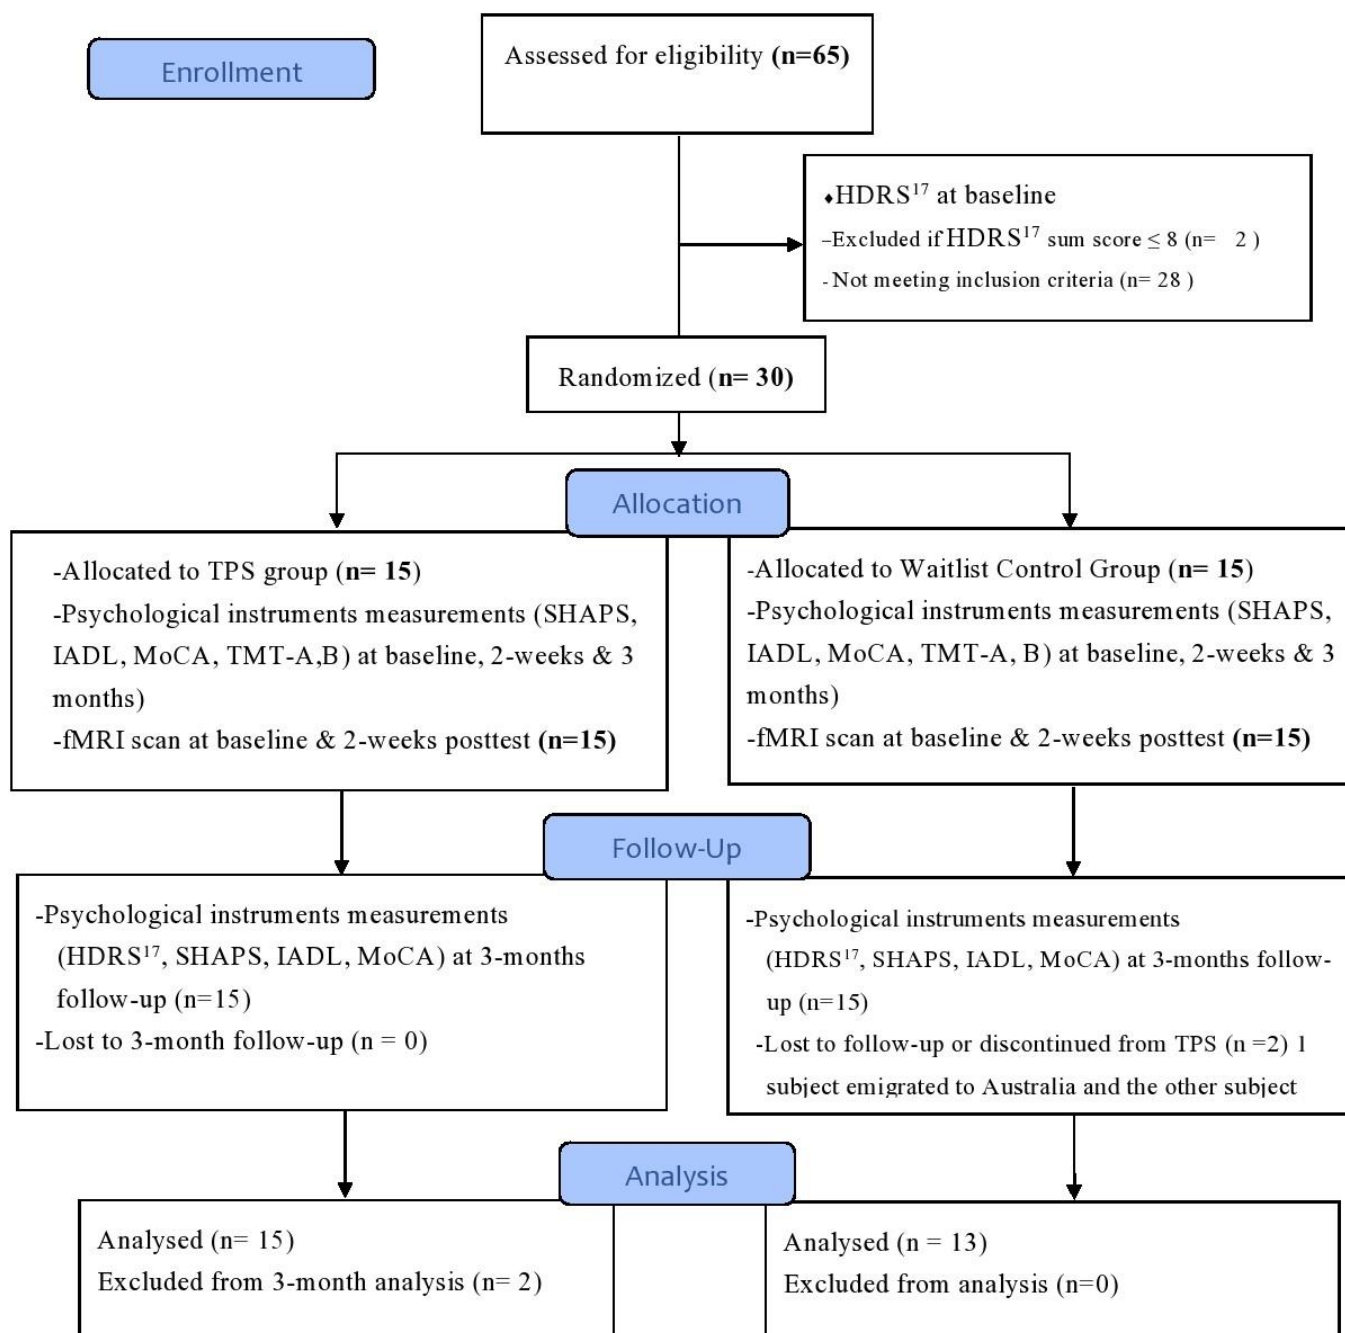 Enrollment
Assessed for eligibility (n=65)
⬧HDRS¹⁷ at baseline
–Excluded if HDRS¹⁷ sum score ≤ 8 (n= 2 )
- Not meeting inclusion criteria (n= 28 )
Randomized (n= 30)
Allocation
-Allocated to TPS group (n= 15)
-Psychological instruments measurements (SHAPS,
IADL, MoCA, TMT-A,B) at baseline, 2-weeks & 3
months)
-fMRI scan at baseline & 2-weeks posttest (n=15)
-Allocated to Waitlist Control Group (n= 15)
-Psychological instruments measurements (SHAPS,
IADL, MoCA, TMT-A, B) at baseline, 2-weeks & 3
months)
-fMRI scan at baseline & 2-weeks posttest (n=15)
Follow-Up
-Psychological instruments measurements
(HDRS¹⁷, SHAPS, IADL, MoCA) at 3-months
follow-up (n=15)
-Lost to 3-month follow-up (n = 0)
-Psychological instruments measurements
(HDRS¹⁷, SHAPS, IADL, MoCA) at 3-months follow-
up (n=15)
-Lost to follow-up or discontinued from TPS (n =2) 1
subject emigrated to Australia and the other subject
Analysis
Analysed (n= 15)
Excluded from 3-month analysis (n= 2)
Analysed (n = 13)
Excluded from analysis (n=0)